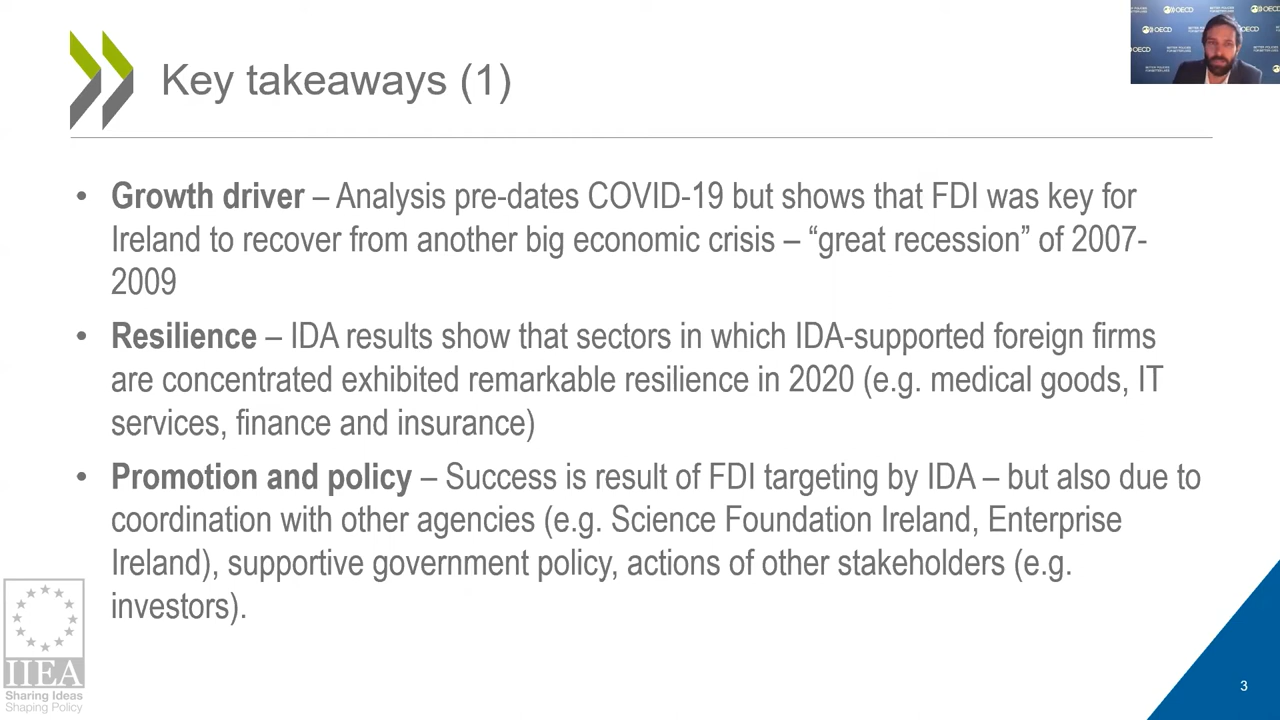 Key takeaways (1)
• Growth driver – Analysis pre-dates COVID-19 but shows that FDI was key for
Ireland to recover from another big economic crisis – “great recession” of 2007-
2009
• Resilience – IDA results show that sectors in which IDA-supported foreign firms
are concentrated exhibited remarkable resilience in 2020 (e.g. medical goods, IT
services, finance and insurance)
• Promotion and policy – Success is result of FDI targeting by IDA – but also due to
coordination with other agencies (e.g. Science Foundation Ireland, Enterprise
Ireland), supportive government policy, actions of other stakeholders (e.g.
investors).
IIEA
Sharing Ideas
Shaping Policy
3
OECD
OECD
OECD
OECD